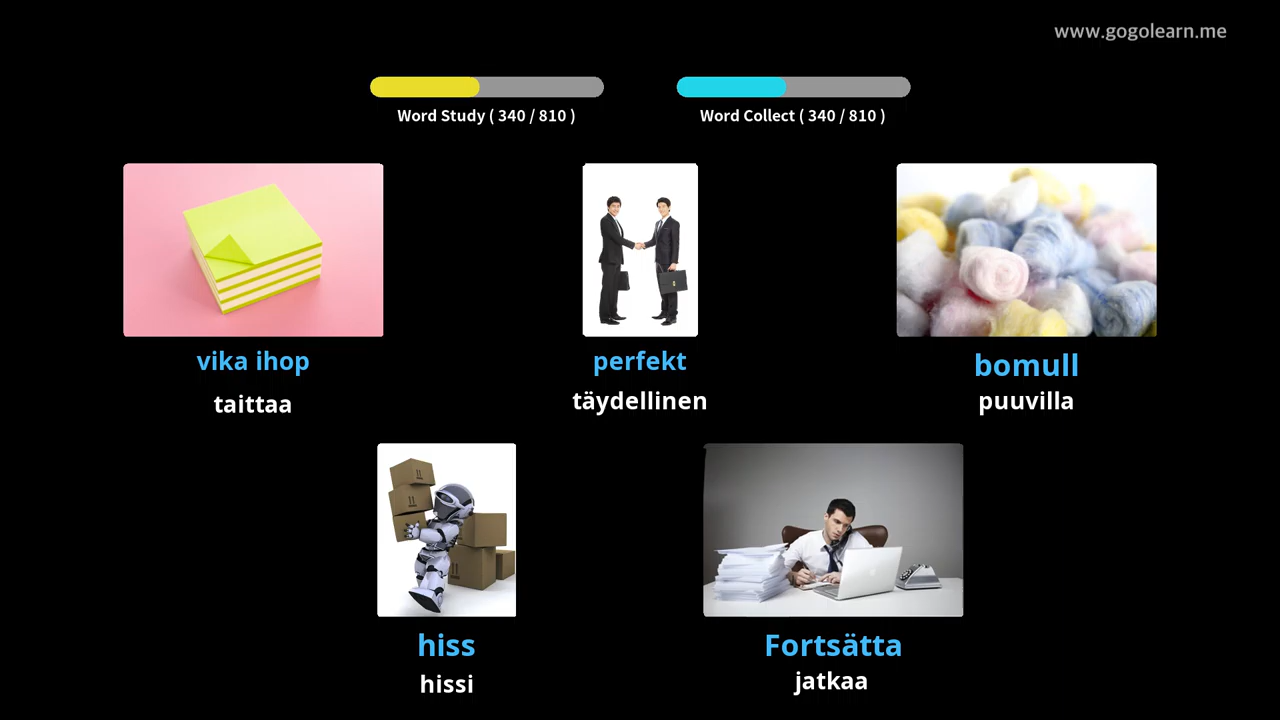 www.gogolearn.me
Word Study ( 340 / 810 )
Word Collect ( 340 / 810 )
vika ihop
taittaa
perfekt
täydellinen
bomull
puuvilla
hiss
hissi
Fortsätta
jatkaa